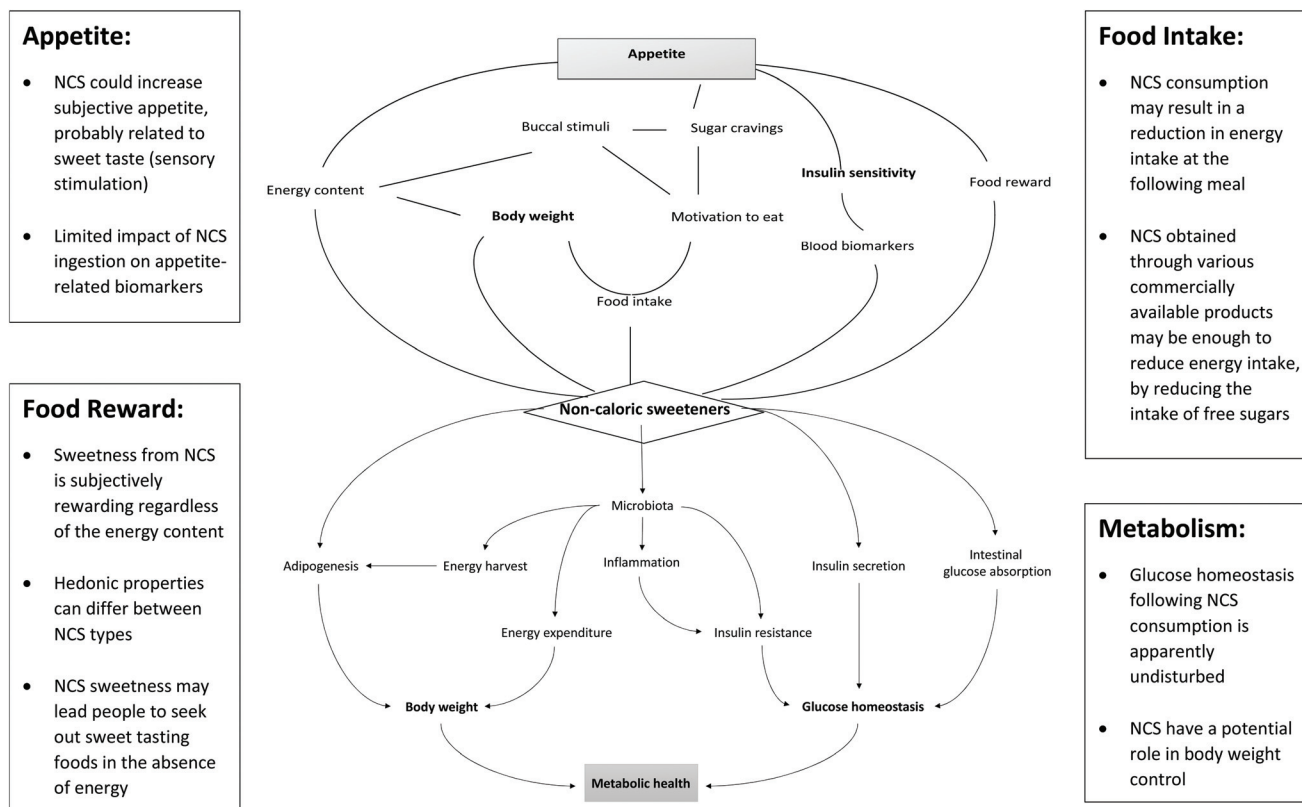 Appetite:
• NCS could increase
subjective appetite,
probably related to
sweet taste (sensory
stimulation)
• Limited impact of NCS
ingestion on appetite-
related biomarkers
Food Reward:
• Sweetness from NCS
is subjectively
rewarding regardless
of the energy content
• Hedonic properties
can differ between
NCS types
• NCS sweetness may
lead people to seek
out sweet tasting
foods in the absence
of energy
Appetite
Buccal stimuli
Sugar cravings
Energy content
Insulin sensitivity
Food reward
Body weight
Motivation to eat
Blood biomarkers
Food intake
Non-caloric sweeteners
Microbiota
Adipogenesis
Energy harvest
Inflammation
Insulin secretion
Intestinal
glucose absorption
Energy expenditure
Insulin resistance
Body weight
Glucose homeostasis
Metabolic health
Food Intake:
• NCS consumption
may result in a
reduction in energy
intake at the
following meal
• NCS obtained
through various
commercially
available products
may be enough to
reduce energy intake,
by reducing the
intake of free sugars
Metabolism:
• Glucose homeostasis
following NCS
consumption is
apparently
undisturbed
• NCS have a potential
role in body weight
control